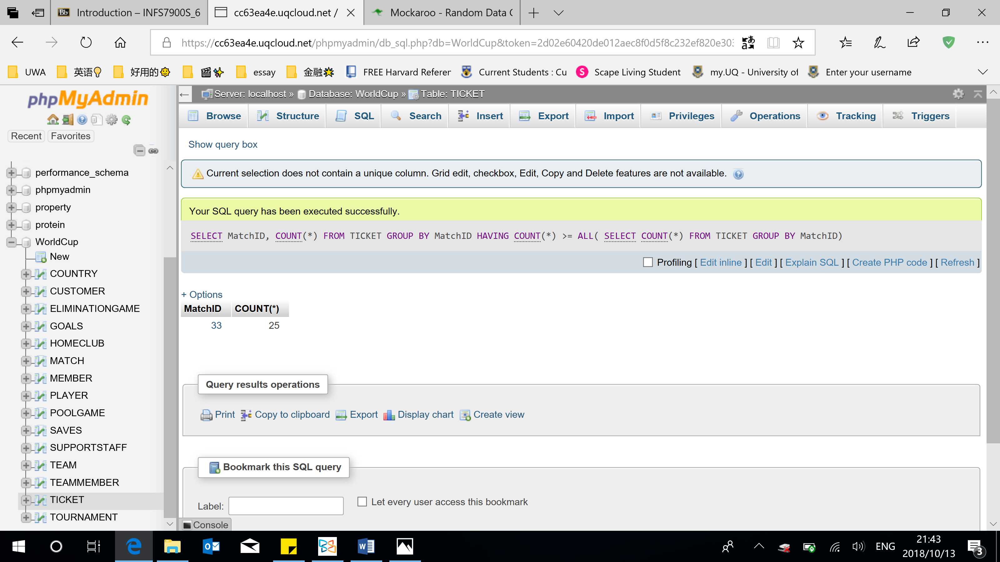 Introduction – INFS7900S_6
cc63ea4e.uqcloud.net /
Mockaroo - Random Data
https://cc63ea4e.uqcloud.net/phpmyadmin/db_sql.php?db=WorldCup&token=2d02e60420de012aec8f0d5f8c232ef820e303
UWA 英语 好用的 essay 金融 FREE Harvard Referer Current Students : Cu Scape Living Student my.UQ - University of Enter your username
phpMyAdmin
Recent Favorites
performance_schema
phpmyadmin
property
protein
WorldCup
New
COUNTRY
CUSTOMER
ELIMINATIONGAME
GOALS
HOMECLUB
MATCH
MEMBER
PLAYER
POOLGAME
SAVES
SUPPORTSTAFF
TEAM
TEAMMEMBER
TICKET
TOURNAMENT
Server: localhost » Database: WorldCup » Table: TICKET
Browse Structure SQL Search Insert Export Import Privileges Operations Tracking Triggers
Show query box
Current selection does not contain a unique column. Grid edit, checkbox, Edit, Copy and Delete features are not available.
Your SQL query has been executed successfully.
SELECT MatchID, COUNT(*) FROM TICKET GROUP BY MatchID HAVING COUNT(*) >= ALL( SELECT COUNT(*) FROM TICKET GROUP BY MatchID)
Profiling [ Edit inline ] [ Edit ] [ Explain SQL ] [ Create PHP code ] [ Refresh ]
+ Options
MatchID COUNT(*)
33 25
Query results operations
Print Copy to clipboard Export Display chart Create view
Bookmark this SQL query
Label: Let every user access this bookmark
Console
ENG
21:43
2018/10/13
3